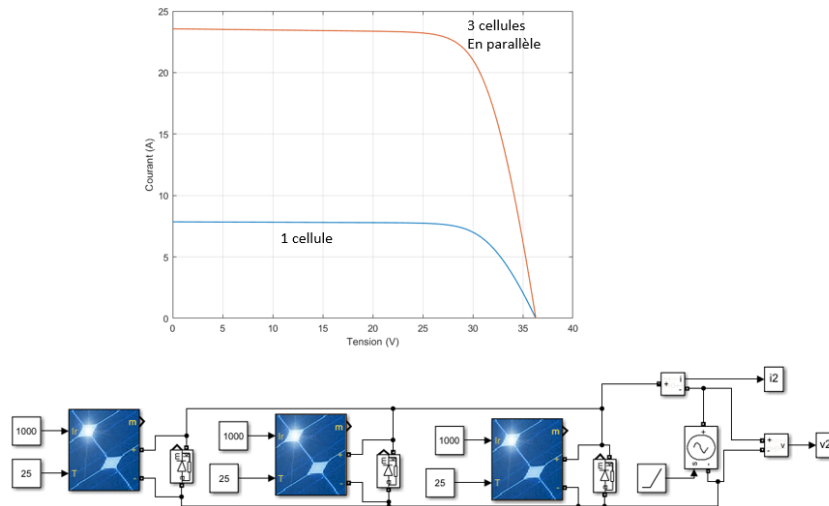 25
20
15
10
5
0
Courant (A)
3 cellules
En parallèle
1 cellule
0 5 10 15 20 25 30 35 40
Tension (V)
1000
Ir
m
+
25
T
-
m
1000
Ir
m
+
25
T
-
m
1000
Ir
m
+
25
T
-
m
+ i -
i2
+
s -
+ v -
v2